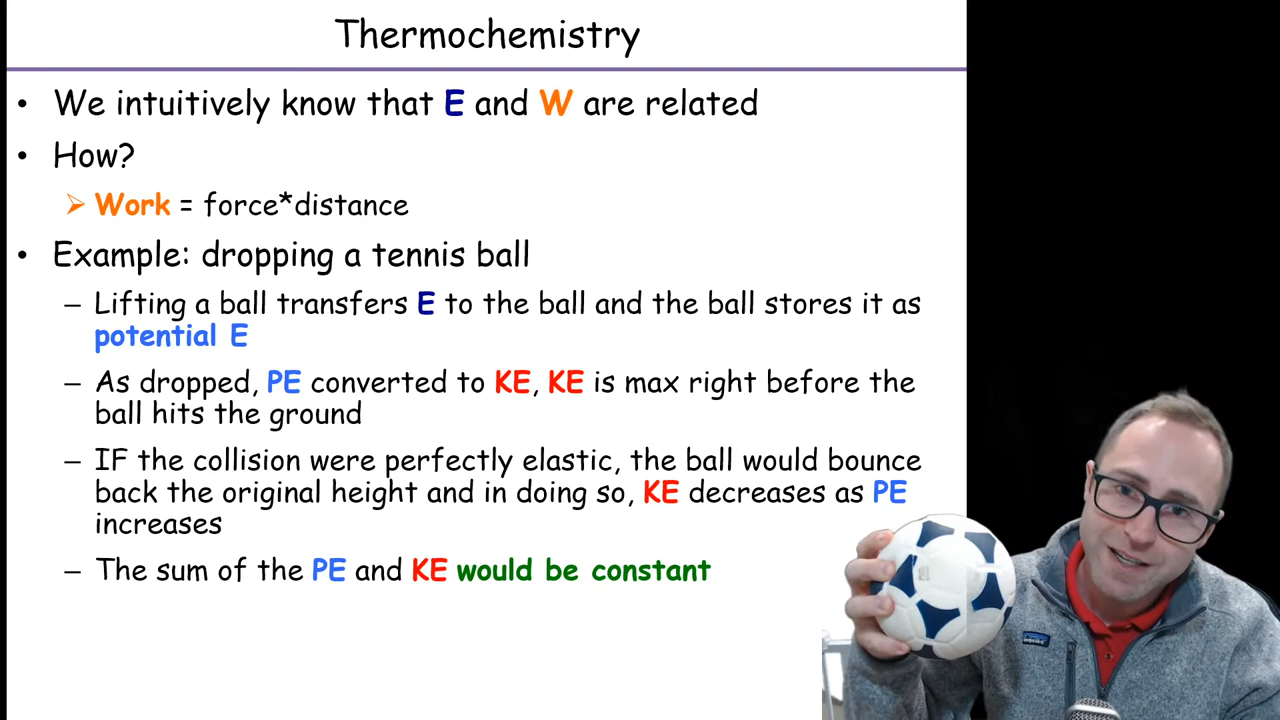 Thermochemistry
• We intuitively know that E and W are related
• How?
➢ Work = force*distance
• Example: dropping a tennis ball
– Lifting a ball transfers E to the ball and the ball stores it as
potential E
– As dropped, PE converted to KE, KE is max right before the
ball hits the ground
– IF the collision were perfectly elastic, the ball would bounce
back the original height and in doing so, KE decreases as PE
increases
– The sum of the PE and KE would be constant